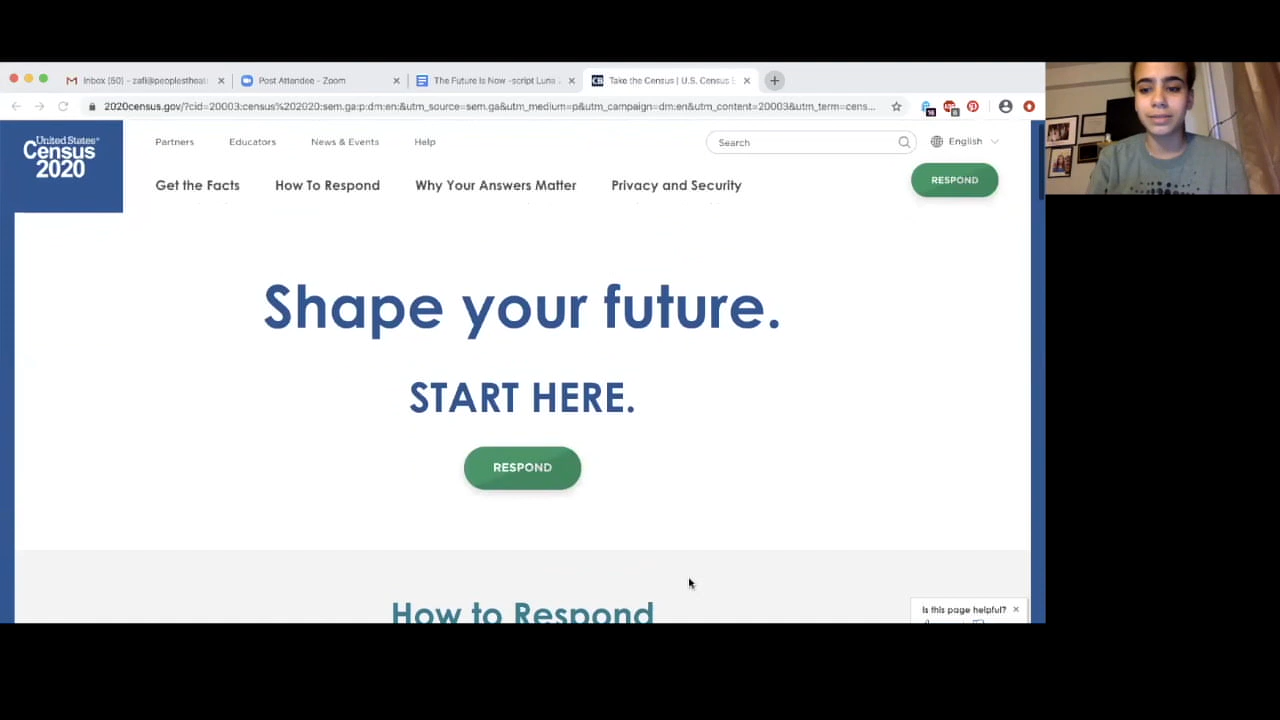 Inbox (50) - zafi@peoplestheat
Post Attendee - Zoom
The Future Is Now -script Luna
Take the Census | U.S. Census
2020census.gov/?cid=20003:census%202020:sem.ga:p:dm:en:&utm_source=sem.ga&utm_medium=p&utm_campaign=dm:en&utm_content=20003&utm_term=cens...
United States®
Census
2020
Partners
Educators
News & Events
Help
Search
English
Get the Facts
How To Respond
Why Your Answers Matter
Privacy and Security
RESPOND
Shape your future.
START HERE.
RESPOND
How to Respond
Is this page helpful?